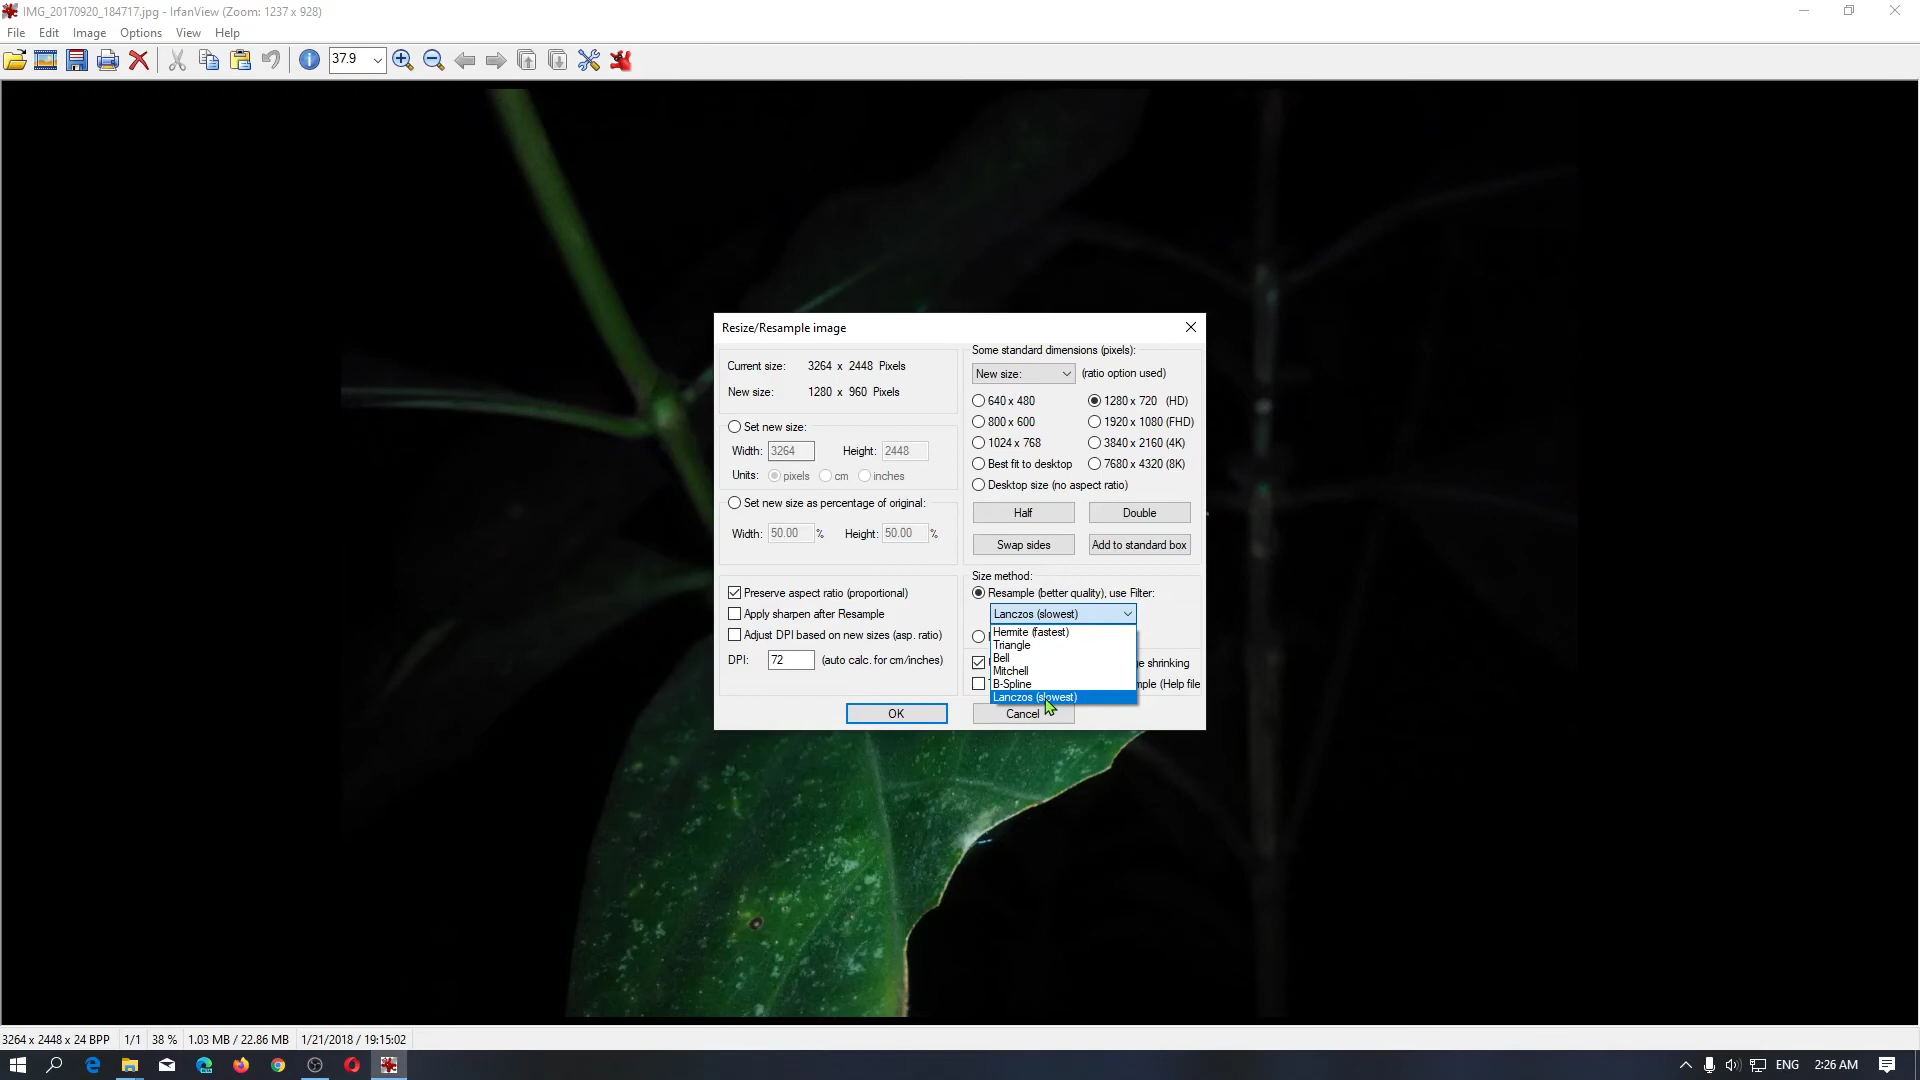 IMG_20170920_184717.jpg - IrfanView (Zoom: 1237 x 928)
File Edit Image Options View Help
37.9
Resize/Resample image
Current size: 3264 x 2448 Pixels
New size: 1280 x 960 Pixels
Set new size:
Width: 3264 Height: 2448
Units: pixels cm inches
Set new size as percentage of original:
Width: 50.00 % Height: 50.00 %
Preserve aspect ratio (proportional)
Apply sharpen after Resample
Adjust DPI based on new sizes (asp. ratio)
DPI: 72 (auto calc. for cm/inches)
OK
Some standard dimensions (pixels):
New size: (ratio option used)
640 x 480 1280 x 720 (HD)
800 x 600 1920 x 1080 (FHD)
1024 x 768 3840 x 2160 (4K)
Best fit to desktop 7680 x 4320 (8K)
Desktop size (no aspect ratio)
Half Double
Swap sides Add to standard box
Size method:
Resample (better quality), use Filter:
Lanczos (slowest)
Hermite (fastest)
Triangle
Bell
Mitchell
B-Spline
Lanczos (slowest)
shrinking
(Help file
Cancel
3264 x 2448 x 24 BPP 1/1 38 % 1.03 MB / 22.86 MB 1/21/2018 / 19:15:02
ENG 2:26 AM